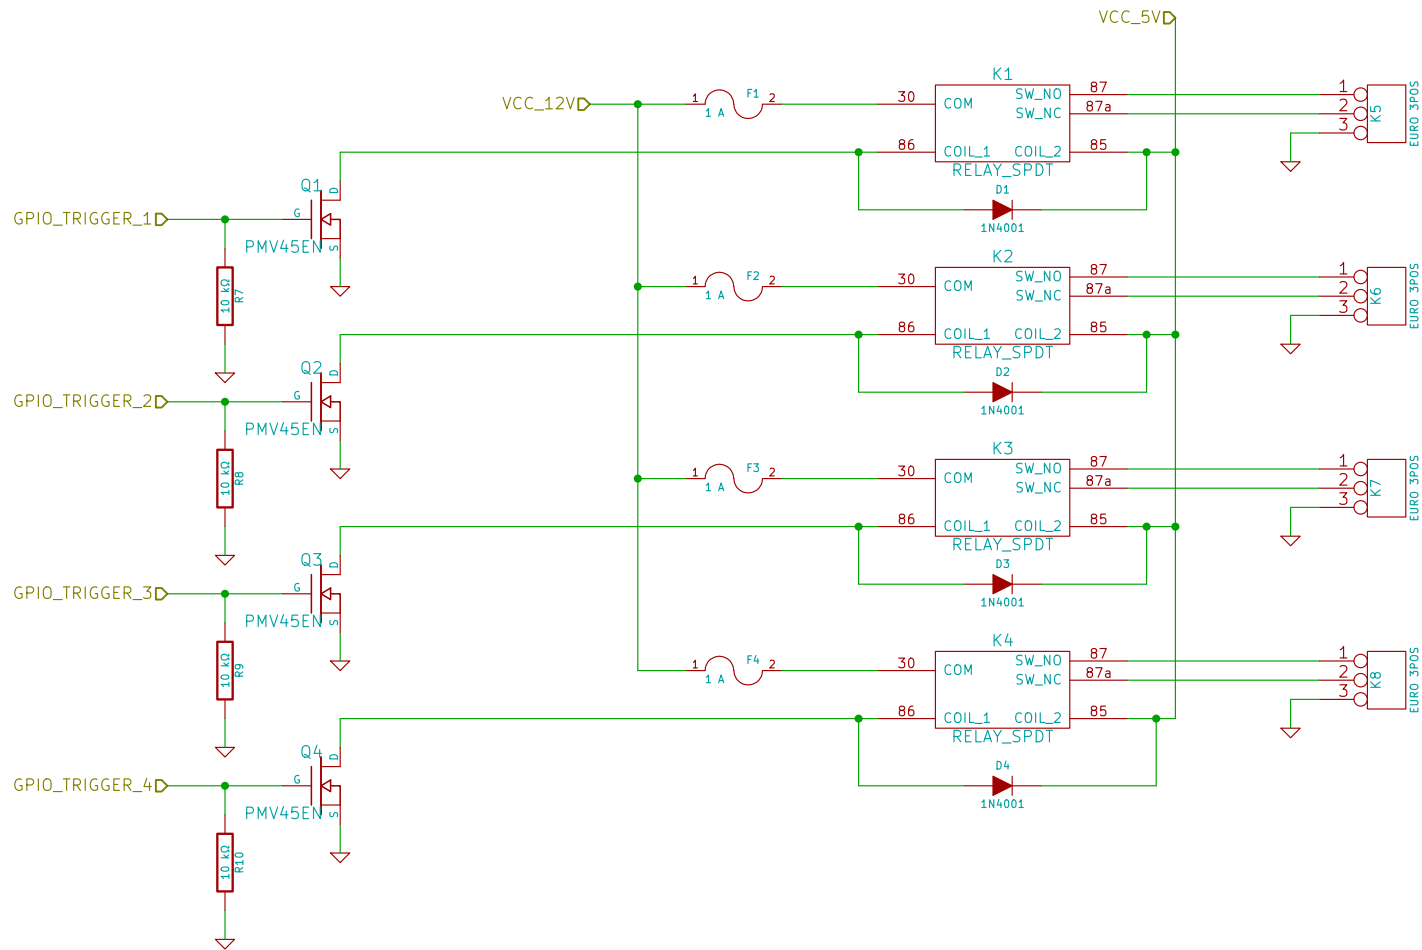 VCC_5V
VCC_12V
1 F1 2
1 A
K1
30 COM SW_NO 87
SW_NC 87a
86 COIL_1 COIL_2 85
RELAY_SPDT
D1
1N4001
1
2
3
K5
EURO 3POS
GPIO_TRIGGER_1
Q1
D
G
S
PMV45EN
10 kΩ
R7
1 F2 2
1 A
K2
30 COM SW_NO 87
SW_NC 87a
86 COIL_1 COIL_2 85
RELAY_SPDT
D2
1N4001
1
2
3
K6
EURO 3POS
GPIO_TRIGGER_2
Q2
D
G
S
PMV45EN
10 kΩ
R8
1 F3 2
1 A
K3
30 COM SW_NO 87
SW_NC 87a
86 COIL_1 COIL_2 85
RELAY_SPDT
D3
1N4001
1
2
3
K7
EURO 3POS
GPIO_TRIGGER_3
Q3
D
G
S
PMV45EN
10 kΩ
R9
1 F4 2
1 A
K4
30 COM SW_NO 87
SW_NC 87a
86 COIL_1 COIL_2 85
RELAY_SPDT
D4
1N4001
1
2
3
K8
EURO 3POS
GPIO_TRIGGER_4
Q4
D
G
S
PMV45EN
10 kΩ
R10